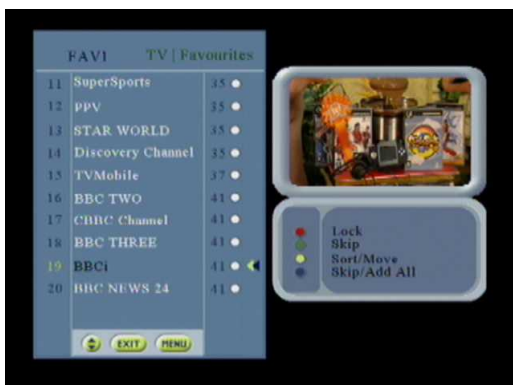 FAV1 TV | Favourites
11 SuperSports 35
12 PPV 35
13 STAR WORLD 35
14 Discovery Channel 35
15 TVMobile 37
16 BBC TWO 41
17 CBBC Channel 41
18 BBC THREE 41
19 BBCi 41
20 BBC NEWS 24 41
EXIT MENU
Lock
Skip
Sort/Move
Skip/Add All